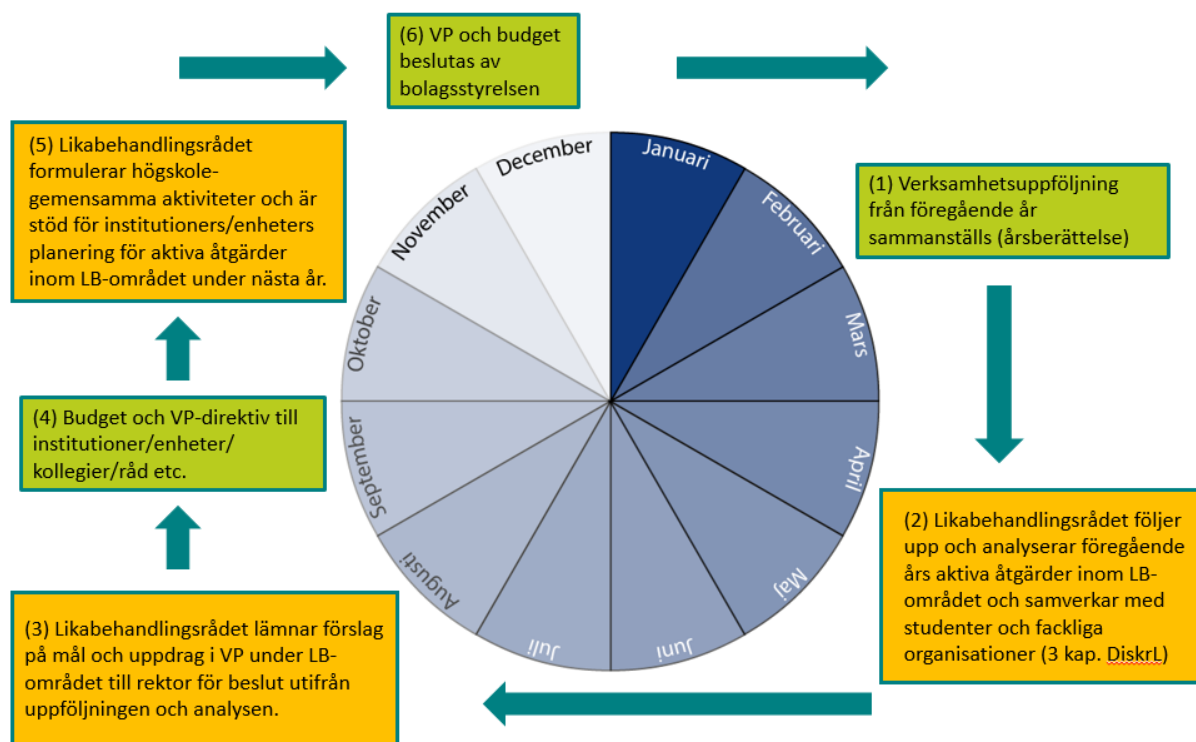 (6) VP och budget
beslutas av
bolagsstyrelsen
(5) Likabehandlingsrådet
formulerar högskole-
gemensamma aktiviteter och är
stöd för institutioners/enheters
planering för aktiva åtgärder
inom LB-området under nästa år.
(1) Verksamhetsuppföljning
från föregående år
sammanställs (årsberättelse)
(4) Budget och VP-direktiv till
institutioner/enheter/
kollegier/råd etc.
(2) Likabehandlingsrådet följer
upp och analyserar föregående
års aktiva åtgärder inom LB-
området och samverkar med
studenter och fackliga
organisationer (3 kap. DiskrL)
(3) Likabehandlingsrådet lämnar förslag
på mål och uppdrag i VP under LB-
området till rektor för beslut utifrån
uppföljningen och analysen.
Januari
Februari
Mars
April
Maj
Juni
Juli
Augusti
September
Oktober
November
December